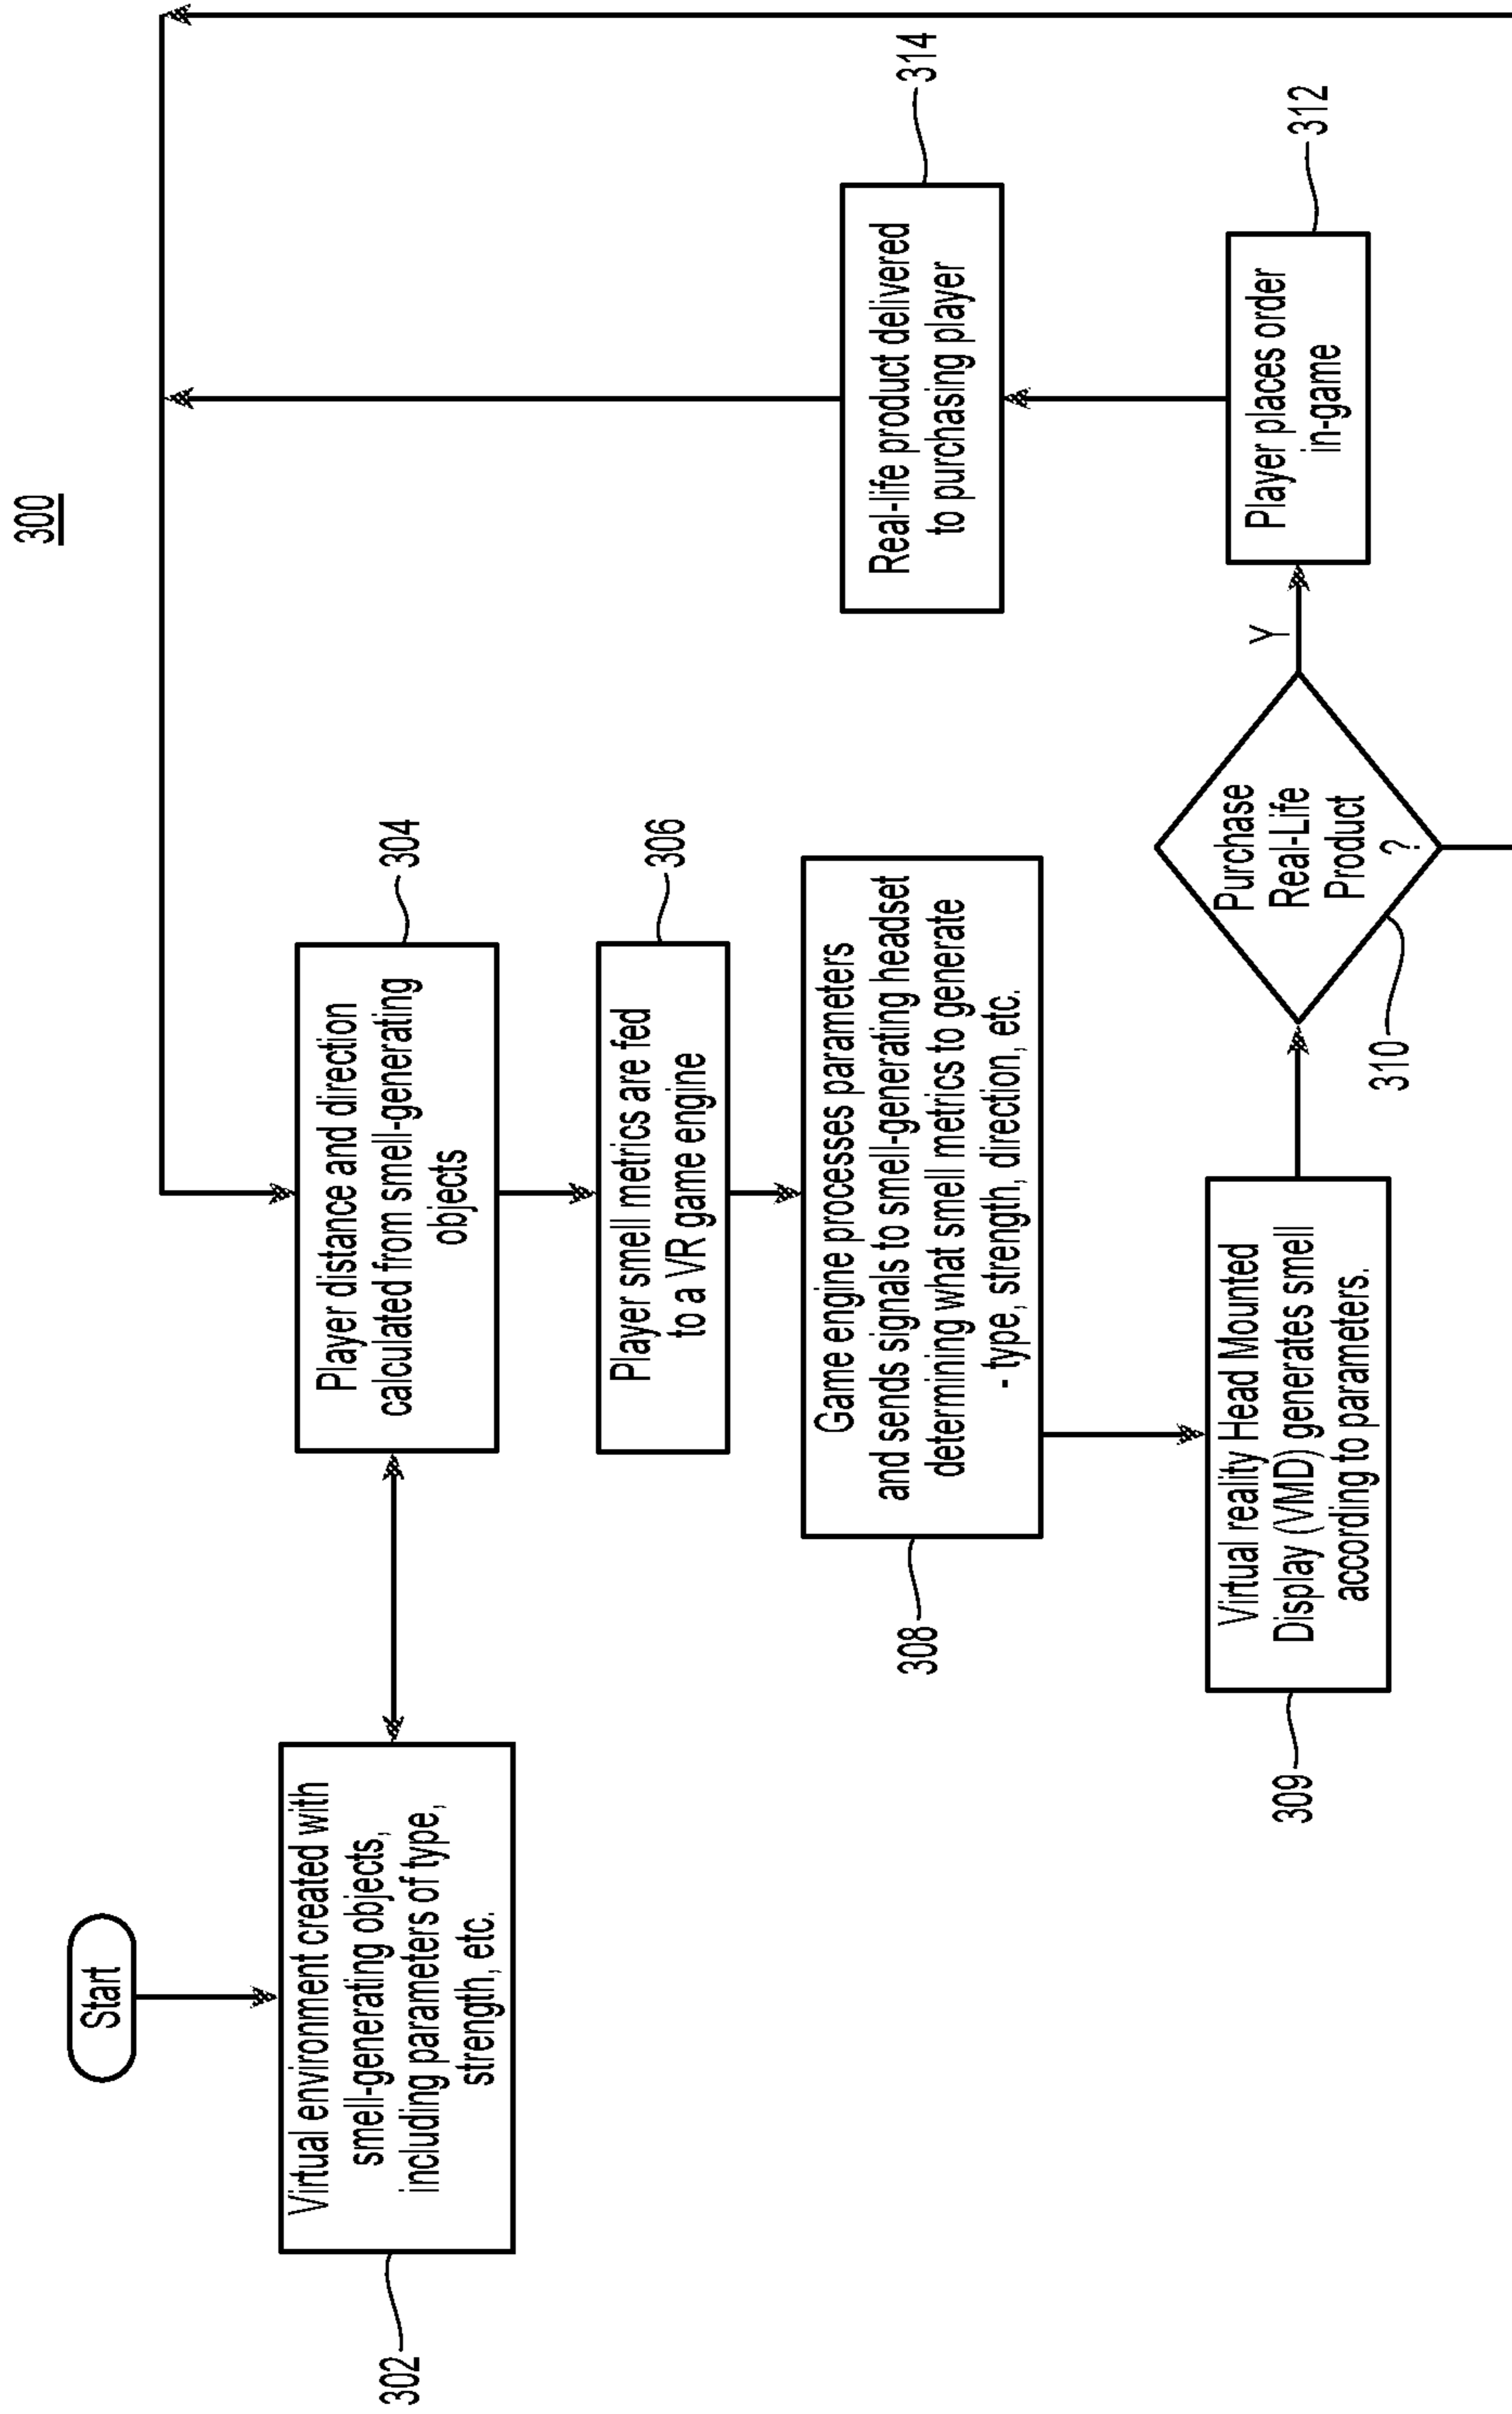 300
Start
302
Virtual environment created with
smell-generating objects,
including parameters of type,
strength, etc.
304
Player distance and direction
calculated from smell-generating
objects
306
Player smell metrics are fed
to a VR game engine
308
Game engine processes parameters
and sends signals to smell-generating headset
determining what smell metrics to generate
- type, strength, direction, etc.
309
Virtual reality Head Mounted
Display (VMD) generates smell
according to parameters.
310
Purchase
Real-Life
Product
?
Y
312
Player places order
in-game
314
Real-life product delivered
to purchasing player